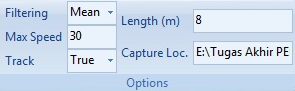 Filtering Mean Length (m) 8
Max Speed 30
Track True Capture Loc. E:\Tugas Akhir PE
Options